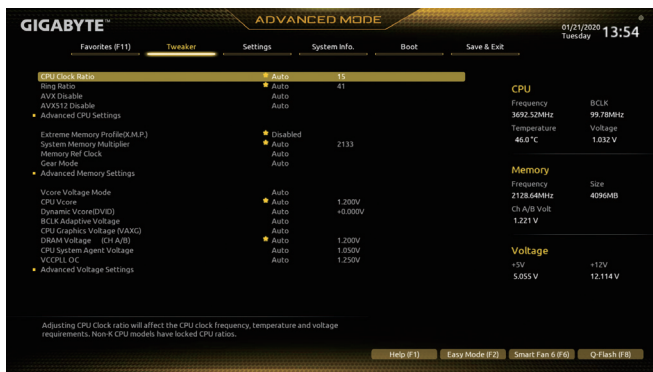 GIGABYTE™
ADVANCED MODE
01/21/2020 Tuesday 13:54
Favorites (F11) Tweaker Settings System Info. Boot Save & Exit
CPU Clock Ratio Auto 15
Ring Ratio Auto 41
AVX Disable Auto
AVX512 Disable Auto
Advanced CPU Settings
Extreme Memory Profile(X.M.P.) Disabled
System Memory Multiplier Auto 2133
Memory Ref Clock Auto
Gear Mode Auto
Advanced Memory Settings
Vcore Voltage Mode Auto
CPU Vcore Auto 1.200V
Dynamic Vcore(DVID) Auto +0.000V
BCLK Adaptive Voltage Auto
CPU Graphics Voltage (VAXG) Auto
DRAM Voltage (CH A/B) Auto 1.200V
CPU System Agent Voltage Auto 1.050V
VCCPLL OC Auto 1.250V
Advanced Voltage Settings
CPU
Frequency BCLK
3692.52MHz 99.78MHz
Temperature Voltage
46.0 °C 1.032 V
Memory
Frequency Size
2128.64MHz 4096MB
Ch A/B Volt
1.221 V
Voltage
+5V +12V
5.055 V 12.114 V
Adjusting CPU Clock ratio will affect the CPU clock frequency, temperature and voltage
requirements. Non-K CPU models have locked CPU ratios.
Help (F1) Easy Mode (F2) Smart Fan 6 (F6) Q-Flash (F8)